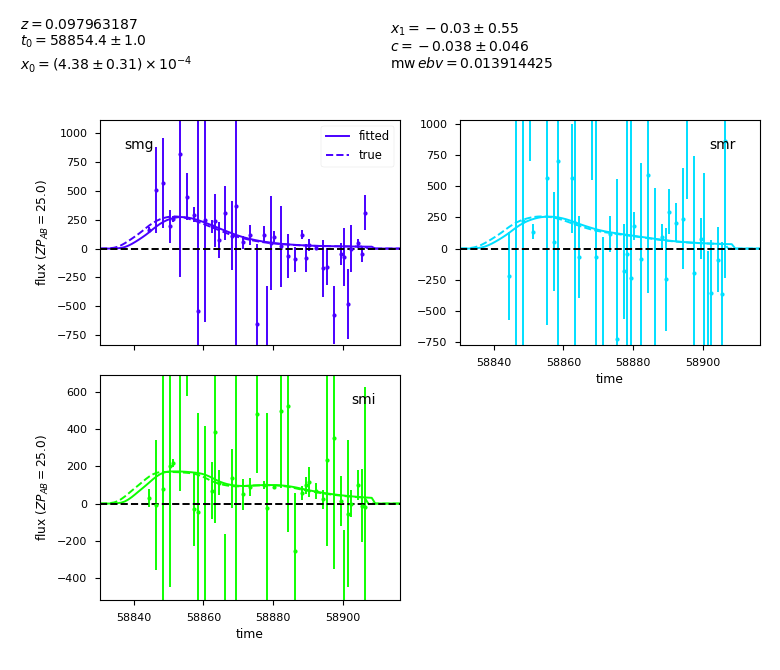 z = 0.097963187
t₀ = 58854.4 ± 1.0
x₀ = (4.38 ± 0.31) × 10⁻⁴
x₁ = −0.03 ± 0.55
c = −0.038 ± 0.046
mw ebv = 0.013914425
smg
fitted
true
1000
750
500
250
0
−250
−500
−750
flux (ZP_AB = 25.0)
smr
1000
750
500
250
0
−250
−500
−750
58840
58860
58880
58900
time
smi
600
400
200
0
−200
−400
flux (ZP_AB = 25.0)
58840
58860
58880
58900
time